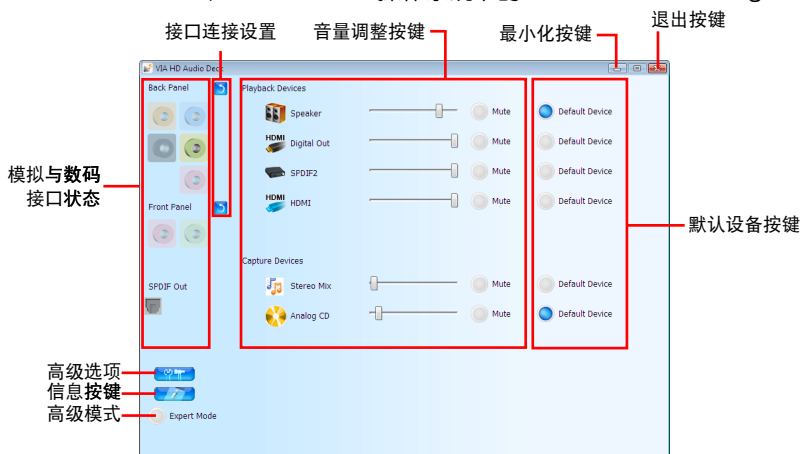 接口连接设置
音量调整按键
最小化按键
退出按键
VIA HD Audio Deck
Back Panel
Playback Devices
Speaker
Mute
Default Device
HDMI
Digital Out
Mute
Default Device
SPDIF2
Mute
Default Device
HDMI
HDMI
Mute
Default Device
模拟与数码
接口状态
Front Panel
默认设备按键
Capture Devices
SPDIF Out
Stereo Mix
Mute
Default Device
Analog CD
Mute
Default Device
高级选项
信息按键
高级模式
Expert Mode